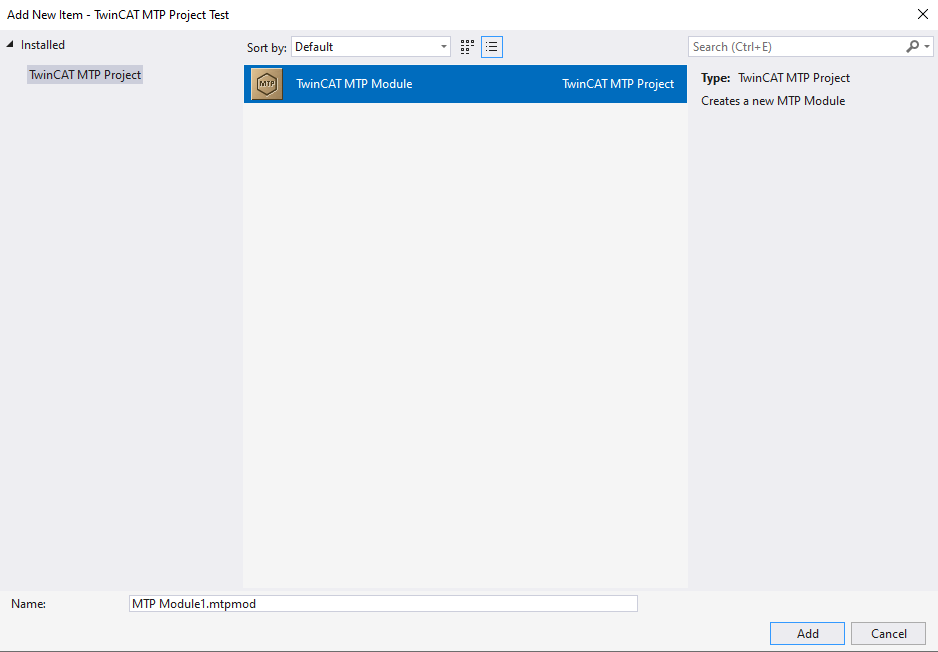 Add New Item - TwinCAT MTP Project Test
Installed
TwinCAT MTP Project
Sort by: Default
Search (Ctrl+E)
MTP TwinCAT MTP Module TwinCAT MTP Project
Type: TwinCAT MTP Project
Creates a new MTP Module
Name: MTP Module1.mtpmod
Add Cancel